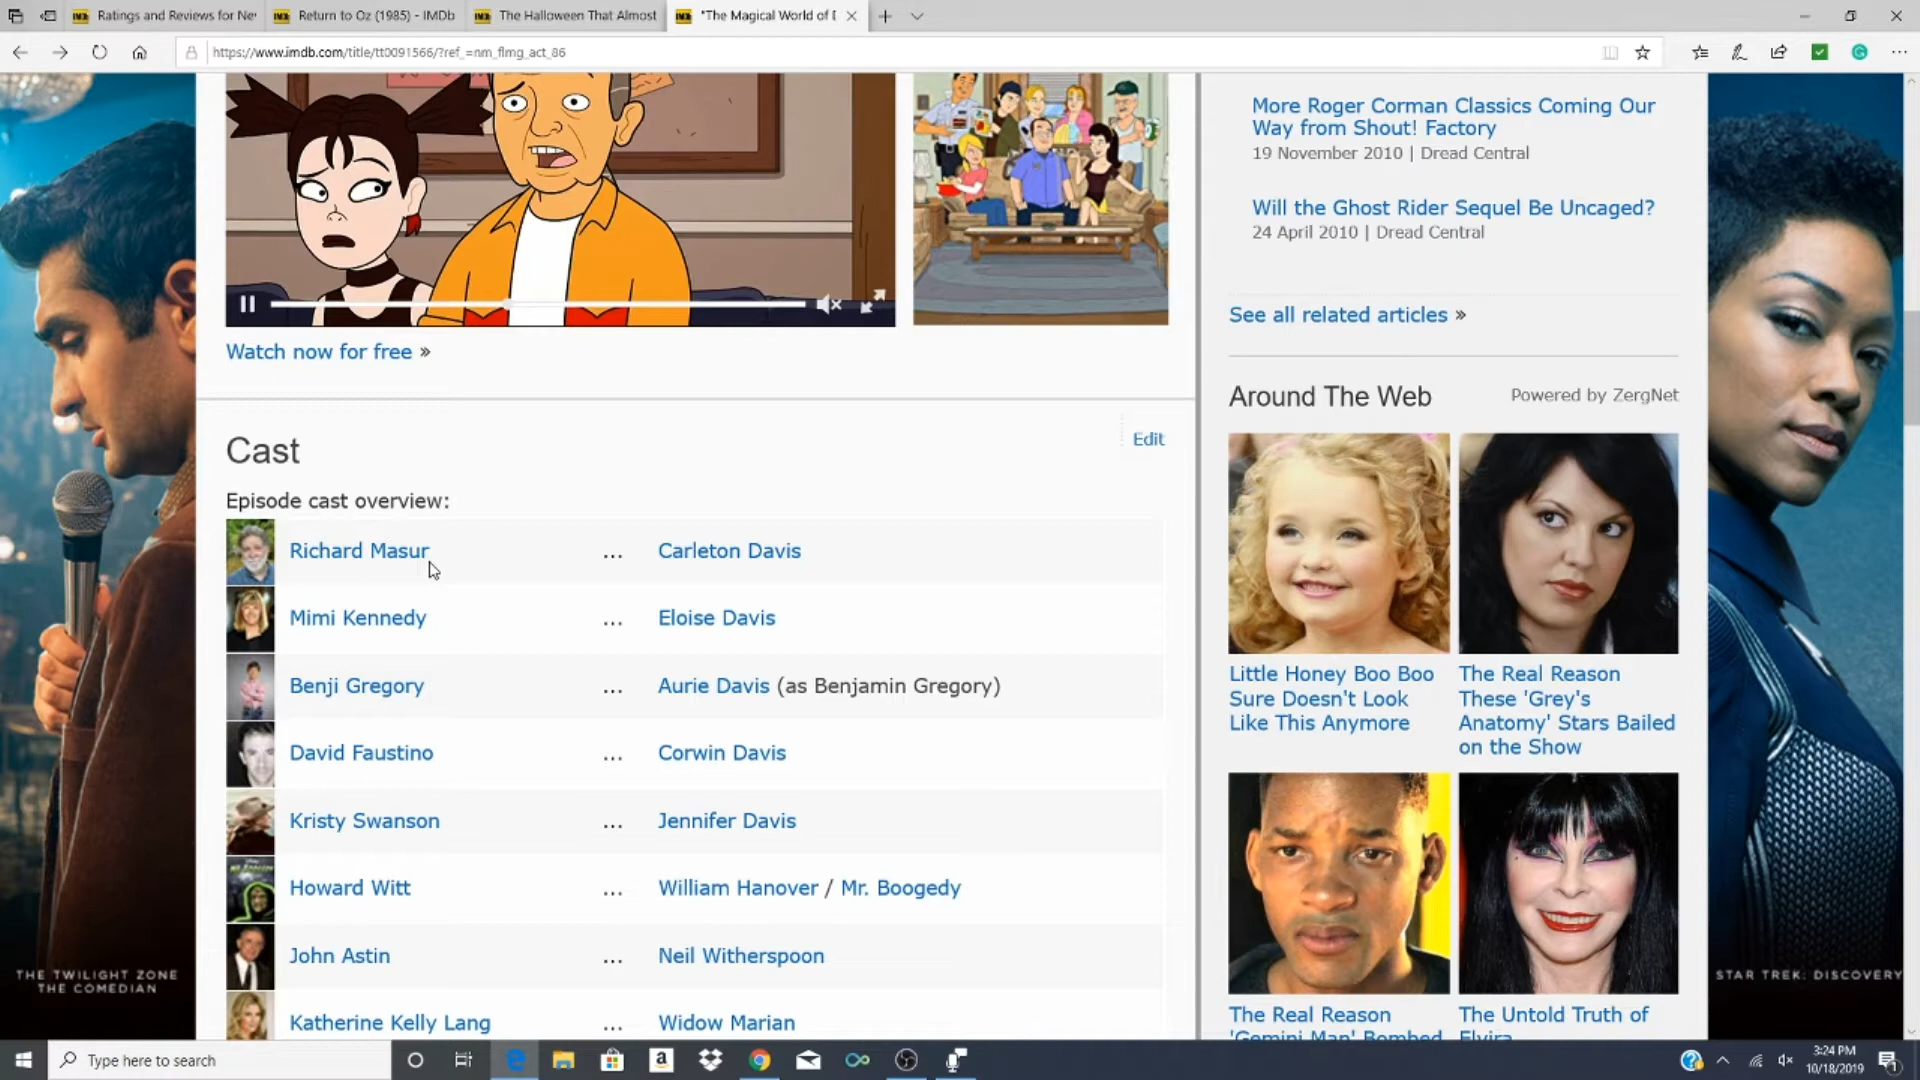 Ratings and Reviews for Ne
Return to Oz (1985) - IMDb
The Halloween That Almost
"The Magical World of D
https://www.imdb.com/title/tt0091566/?ref_=nm_flmg_act_86
More Roger Corman Classics Coming Our
Way from Shout! Factory
19 November 2010 | Dread Central
Will the Ghost Rider Sequel Be Uncaged?
24 April 2010 | Dread Central
See all related articles »
Watch now for free »
Around The Web
Powered by ZergNet
Cast
Edit
Episode cast overview:
Richard Masur ... Carleton Davis
Mimi Kennedy ... Eloise Davis
Benji Gregory ... Aurie Davis (as Benjamin Gregory)
David Faustino ... Corwin Davis
Kristy Swanson ... Jennifer Davis
Howard Witt ... William Hanover / Mr. Boogedy
John Astin ... Neil Witherspoon
Katherine Kelly Lang ... Widow Marian
Little Honey Boo Boo
Sure Doesn't Look
Like This Anymore
The Real Reason
These 'Grey's
Anatomy' Stars Bailed
on the Show
The Real Reason
'Gemini Man' Bombed
The Untold Truth of
Elvira
THE TWILIGHT ZONE
THE COMEDIAN
STAR TREK: DISCOVERY
Type here to search
3:24 PM
10/18/2019